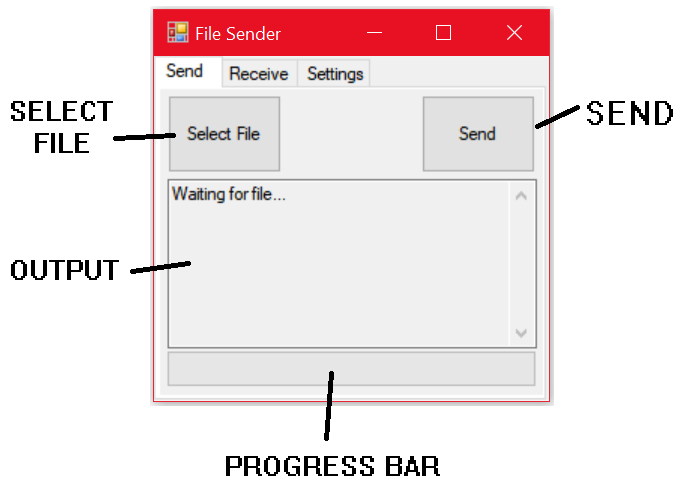 File Sender
Send Receive Settings
SELECT
FILE
Select File
Send
SEND
Waiting for file...
OUTPUT
PROGRESS BAR